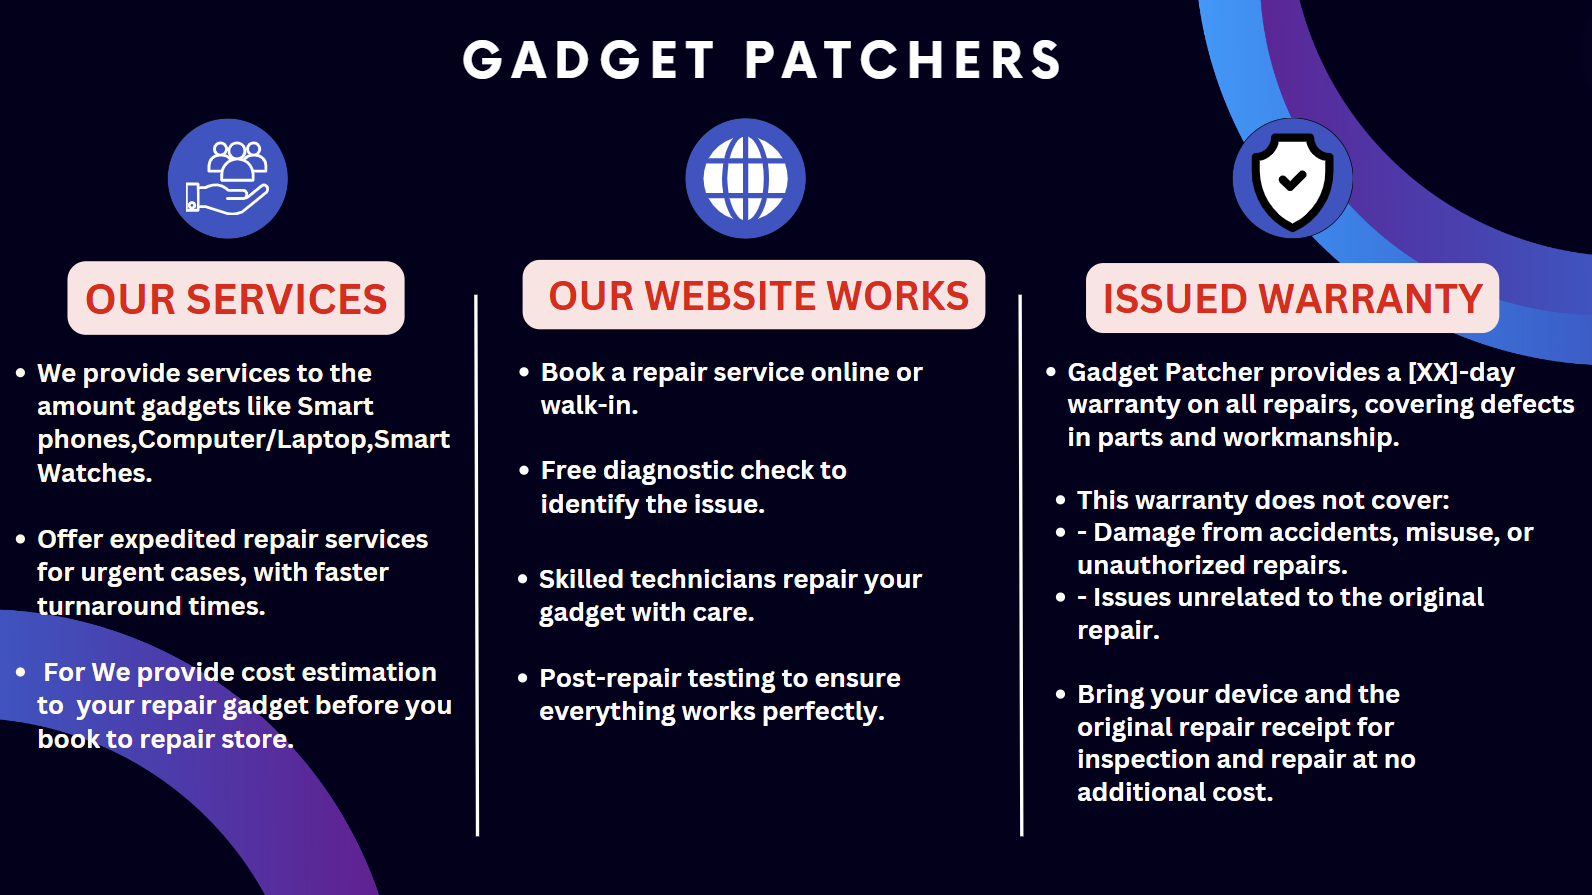 GADGET PATCHERS
OUR SERVICES
• We provide services to the
amount gadgets like Smart
phones,Computer/Laptop,Smart
Watches.
• Offer expedited repair services
for urgent cases, with faster
turnaround times.
• For We provide cost estimation
to your repair gadget before you
book to repair store.
OUR WEBSITE WORKS
• Book a repair service online or
walk-in.
• Free diagnostic check to
identify the issue.
• Skilled technicians repair your
gadget with care.
• Post-repair testing to ensure
everything works perfectly.
ISSUED WARRANTY
• Gadget Patcher provides a [XX]-day
warranty on all repairs, covering defects
in parts and workmanship.
• This warranty does not cover:
• - Damage from accidents, misuse, or
unauthorized repairs.
• - Issues unrelated to the original
repair.
• Bring your device and the
original repair receipt for
inspection and repair at no
additional cost.